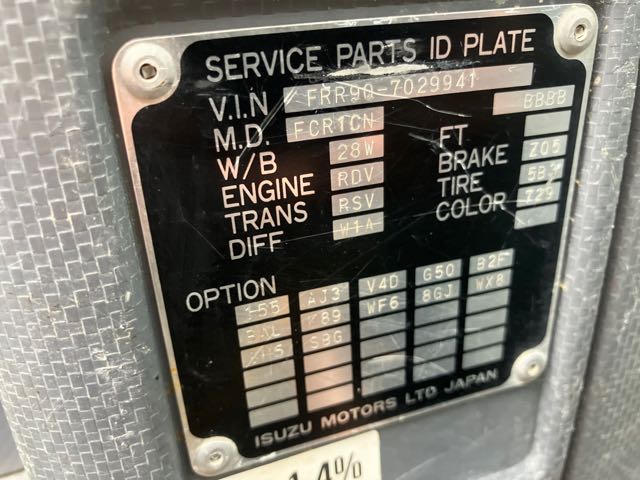 SERVICE PARTS ID PLATE
V.I.N FRR90-7029941
M.D. FCR1CN BBBB
W/B 28W FT
ENGINE RDV BRAKE Z05
TRANS RSV TIRE
DIFF W1A COLOR 729
OPTION AJ3 V4D G50 B2F
WF6 8GJ WX8
SBG
ISUZU MOTORS LTD JAPAN